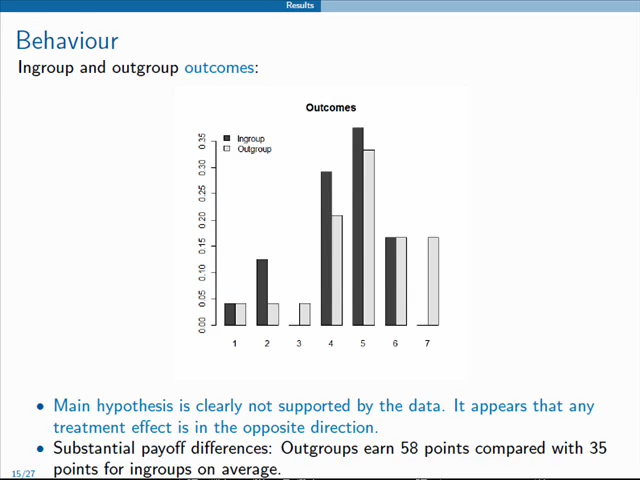 Results
Behaviour
Ingroup and outgroup outcomes:
Outcomes
Ingroup
Outgroup
0.35
0.30
0.25
0.20
0.15
0.10
0.05
0.00
1 2 3 4 5 6 7
• Main hypothesis is clearly not supported by the data. It appears that any
treatment effect is in the opposite direction.
• Substantial payoff differences: Outgroups earn 58 points compared with 35
points for ingroups on average.
15/27